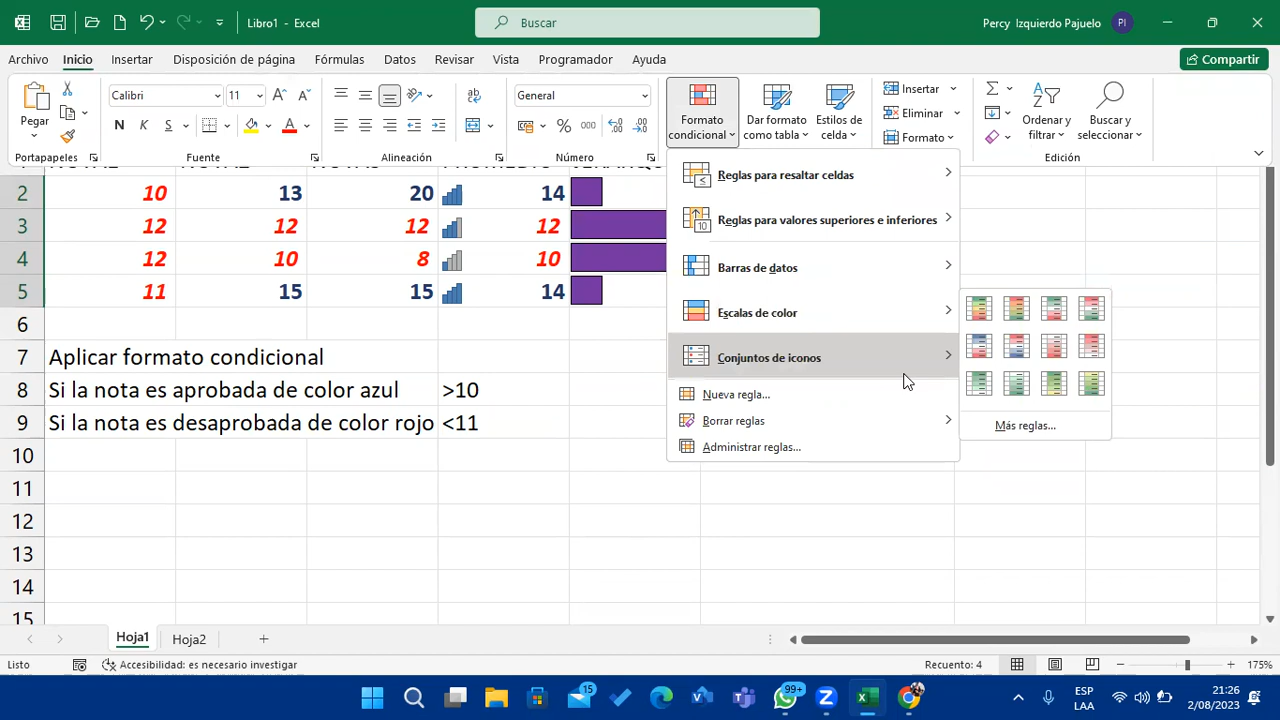 Libro1 - Excel
Buscar
Percy Izquierdo Pajuelo
PI
Archivo Inicio Insertar Disposición de página Fórmulas Datos Revisar Vista Programador Ayuda
Compartir
Pegar
Calibri 11
N K S
General
% 000
Formato condicional
Dar formato como tabla
Estilos de celda
Insertar
Eliminar
Formato
Ordenar y filtrar
Buscar y seleccionar
Portapapeles Fuente Alineación Número Edición
2 10 13 20 14
3 12 12 12 12
4 12 10 8 10
5 11 15 15 14
6
7 Aplicar formato condicional
8 Si la nota es aprobada de color azul >10
9 Si la nota es desaprobada de color rojo <11
10
11
12
13
14
15
Reglas para resaltar celdas
Reglas para valores superiores e inferiores
Barras de datos
Escalas de color
Conjuntos de iconos
Nueva regla...
Borrar reglas
Administrar reglas...
Más reglas...
Hoja1 Hoja2
Listo
Accesibilidad: es necesario investigar
Recuento: 4
175%
15
99+
ESP
LAA
21:26
2/08/2023